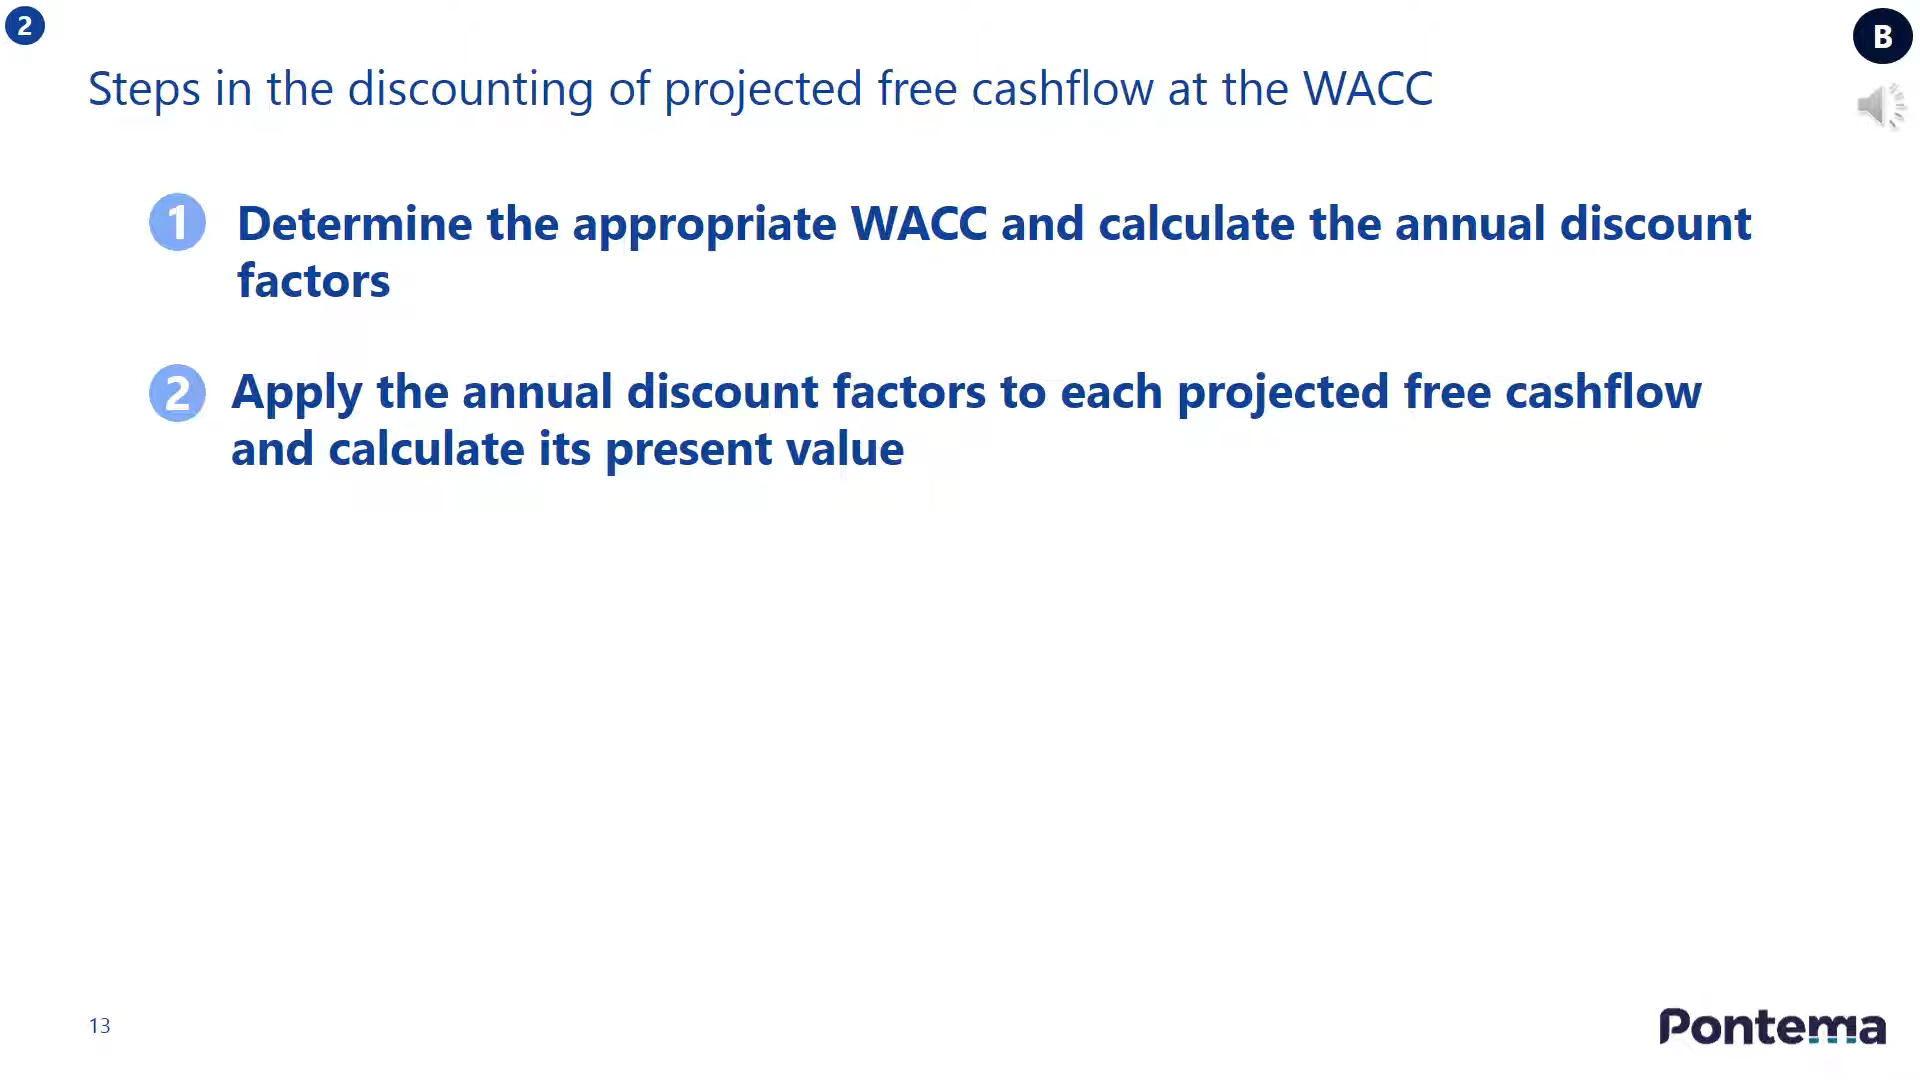 2
B
Steps in the discounting of projected free cashflow at the WACC
1 Determine the appropriate WACC and calculate the annual discount
factors
2 Apply the annual discount factors to each projected free cashflow
and calculate its present value
13
Pontema